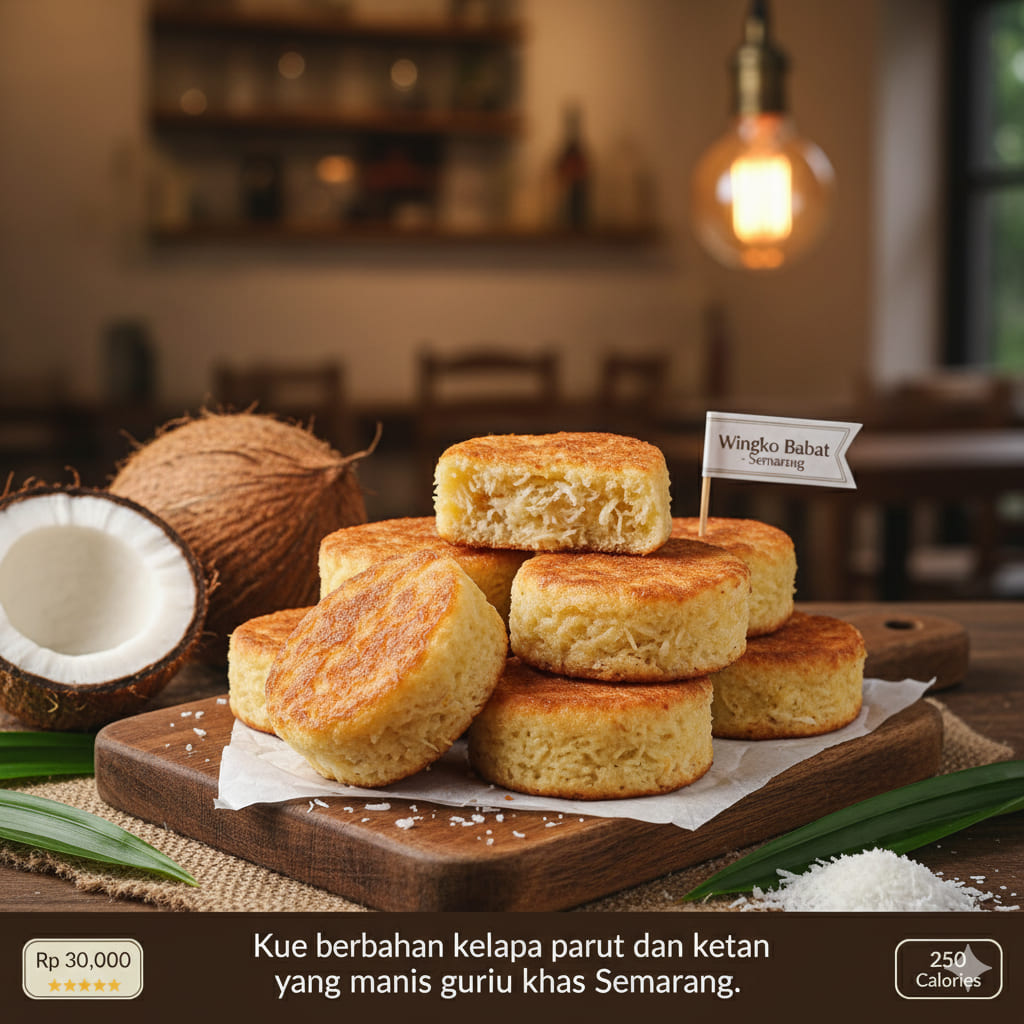 Wingko Babat
- Semarang
Rp 30,000
★★★★★
Kue berbahan kelapa parut dan ketan
yang manis guriu khas Semarang.
250
Calories